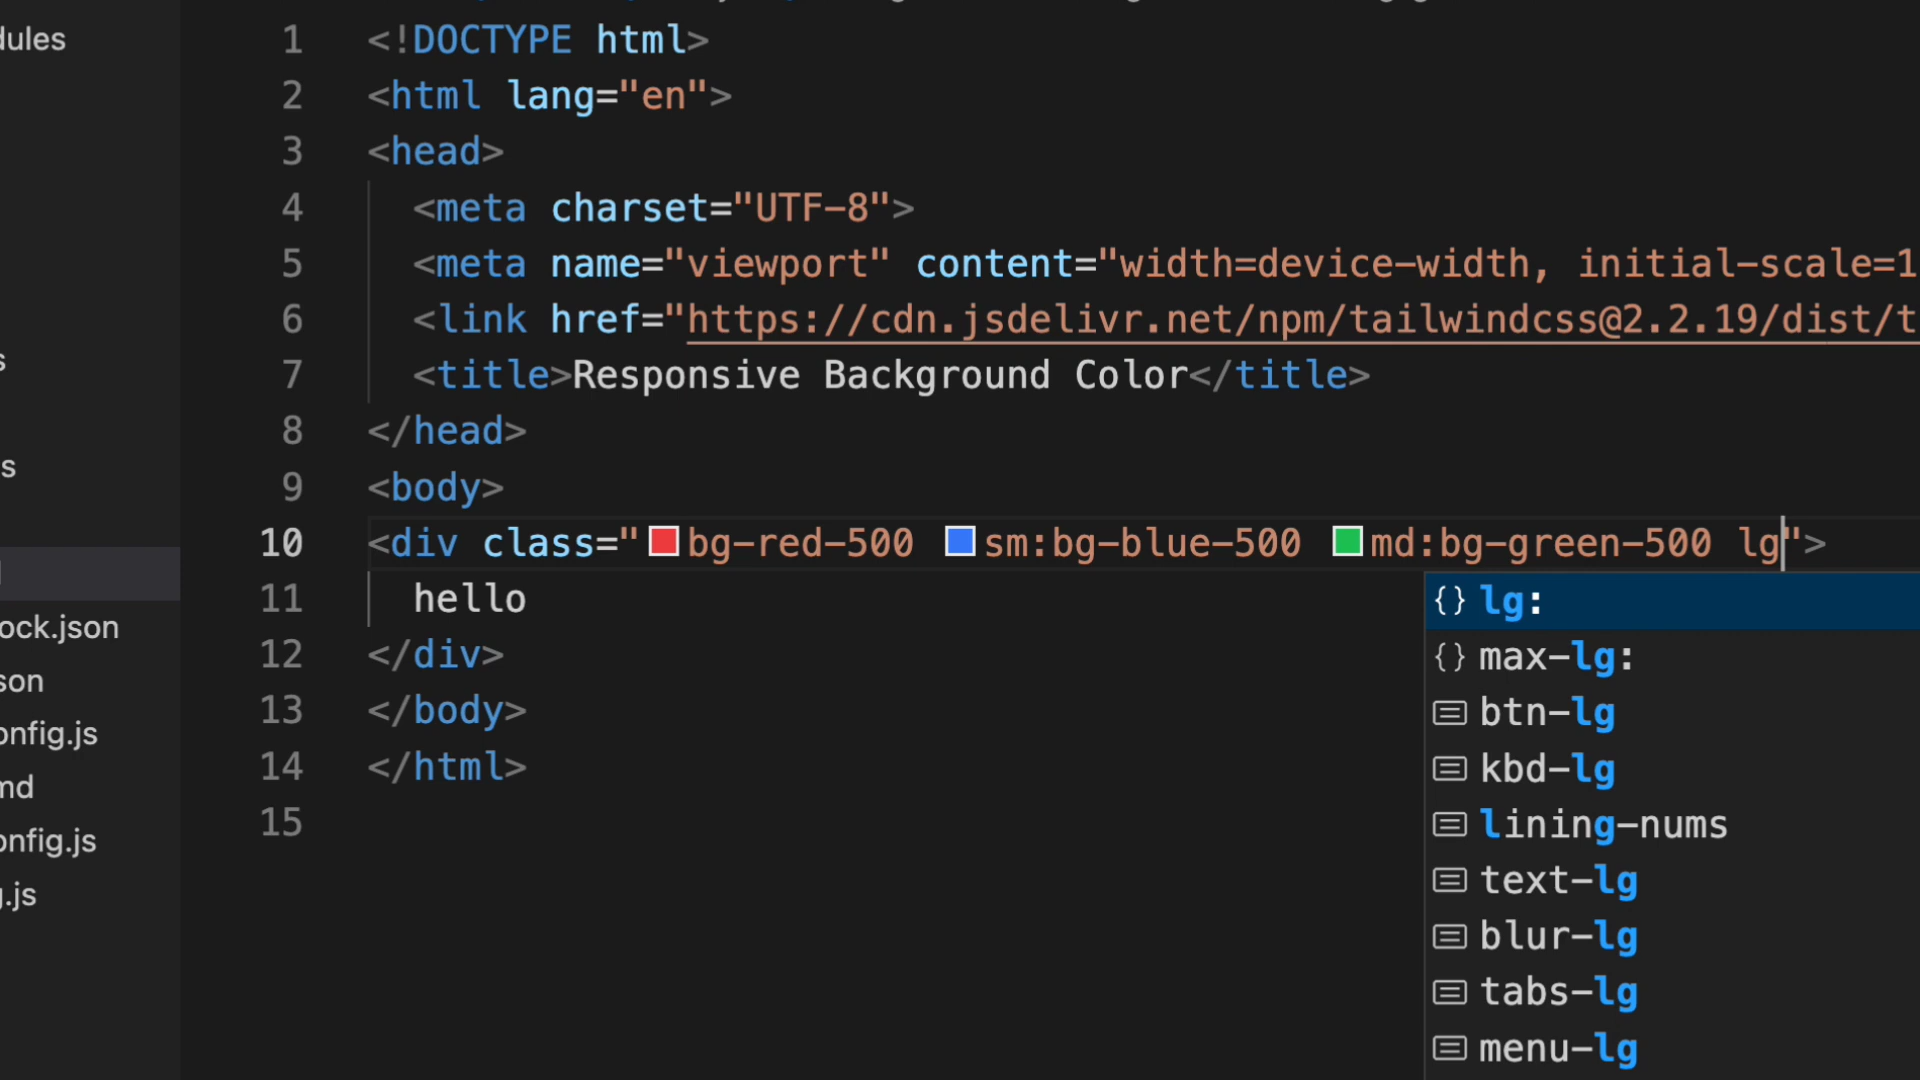 dules
s
s
ock.json
son
onfig.js
md
onfig.js
g.js
1 <!DOCTYPE html>
2 <html lang="en">
3 <head>
4 <meta charset="UTF-8">
5 <meta name="viewport" content="width=device-width, initial-scale=1
6 <link href="https://cdn.jsdelivr.net/npm/tailwindcss@2.2.19/dist/t
7 <title>Responsive Background Color</title>
8 </head>
9 <body>
10 <div class="bg-red-500 sm:bg-blue-500 md:bg-green-500 lg">
11 hello
12 </div>
13 </body>
14 </html>
15
{} lg:
{} max-lg:
btn-lg
kbd-lg
lining-nums
text-lg
blur-lg
tabs-lg
menu-lg